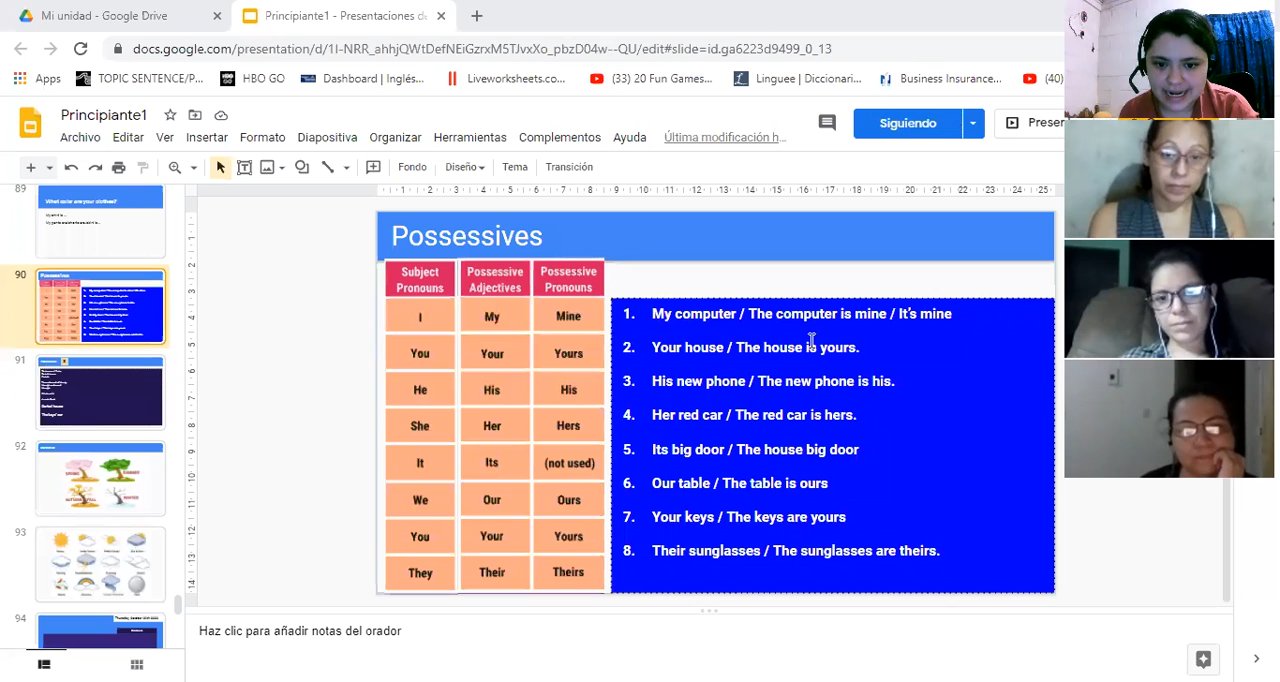 Mi unidad - Google Drive
Principiante1 - Presentaciones de
docs.google.com/presentation/d/1I-NRR_ahhjQWtDefNEiGzrxM5TJvxXo_pbzD04w--QU/edit#slide=id.ga6223d9499_0_13
Apps
TOPIC SENTENCE/P...
HBO GO
Dashboard | Inglés...
Liveworksheets.co...
(33) 20 Fun Games...
Linguee | Diccionari...
Business Insurance...
(40)
Principiante1
Archivo Editar Ver Insertar Formato Diapositiva Organizar Herramientas Complementos Ayuda Última modificación h...
Siguiendo
Presen
Fondo Diseño Tema Transición
89
What color are your clothes?
90
Possessives
91
92
93
94
Possessives
Subject Pronouns Possessive Adjectives Possessive Pronouns
I My Mine
You Your Yours
He His His
She Her Hers
It Its (not used)
We Our Ours
You Your Yours
They Their Theirs
1. My computer / The computer is mine / It's mine
2. Your house / The house is yours.
3. His new phone / The new phone is his.
4. Her red car / The red car is hers.
5. Its big door / The house big door
6. Our table / The table is ours
7. Your keys / The keys are yours
8. Their sunglasses / The sunglasses are theirs.
Haz clic para añadir notas del orador